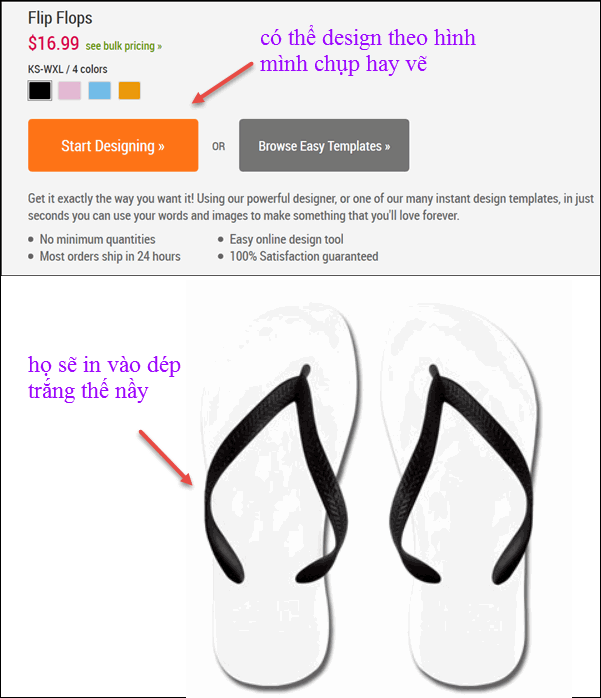 Flip Flops
$16.99 see bulk pricing »
KS-WXL / 4 colors
có thể design theo hình
mình chụp hay vẽ
Start Designing »
OR
Browse Easy Templates »
Get it exactly the way you want it! Using our powerful designer, or one of our many instant design templates, in just
seconds you can use your words and images to make something that you'll love forever.
No minimum quantities
Easy online design tool
Most orders ship in 24 hours
100% Satisfaction guaranteed
họ sẽ in vào dép
trắng thế nầy